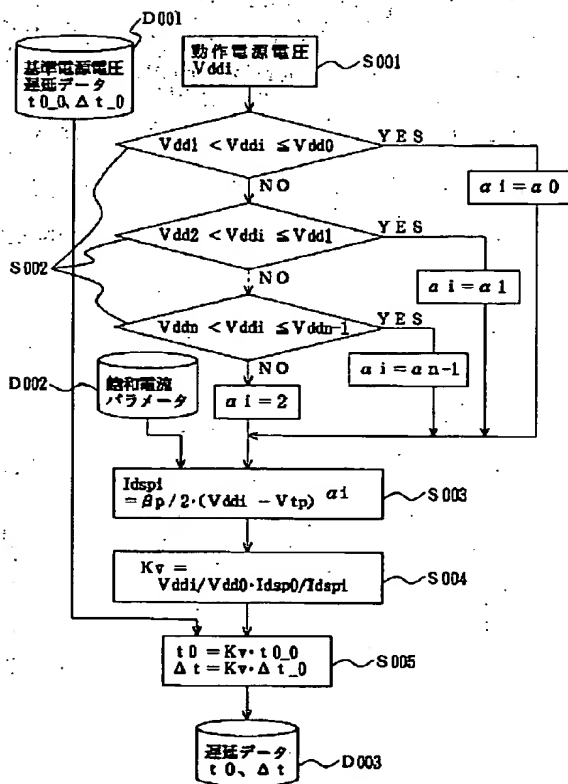 D001
基準電源電圧
遅延データ
t0_0、Δt_0
動作電源電圧
Vddi
S001
Vdd1 < Vddi ≦ Vdd0
YES
NO
αi=α0
Vdd2 < Vddi ≦ Vdd1
YES
S002
NO
αi=α1
Vddn < Vddi ≦ Vddn-1
YES
NO
αi=αn-1
D002
飽和電流
パラメータ
αi=2
Idspi
=βp/2·(Vddi-Vtp) αi
S003
Kv=
Vddi/Vdd0·Idsp0/Idspi
S004
t0=Kv·t0_0
Δt=Kv·Δt_0
S005
遅延データ
t0、Δt
D003